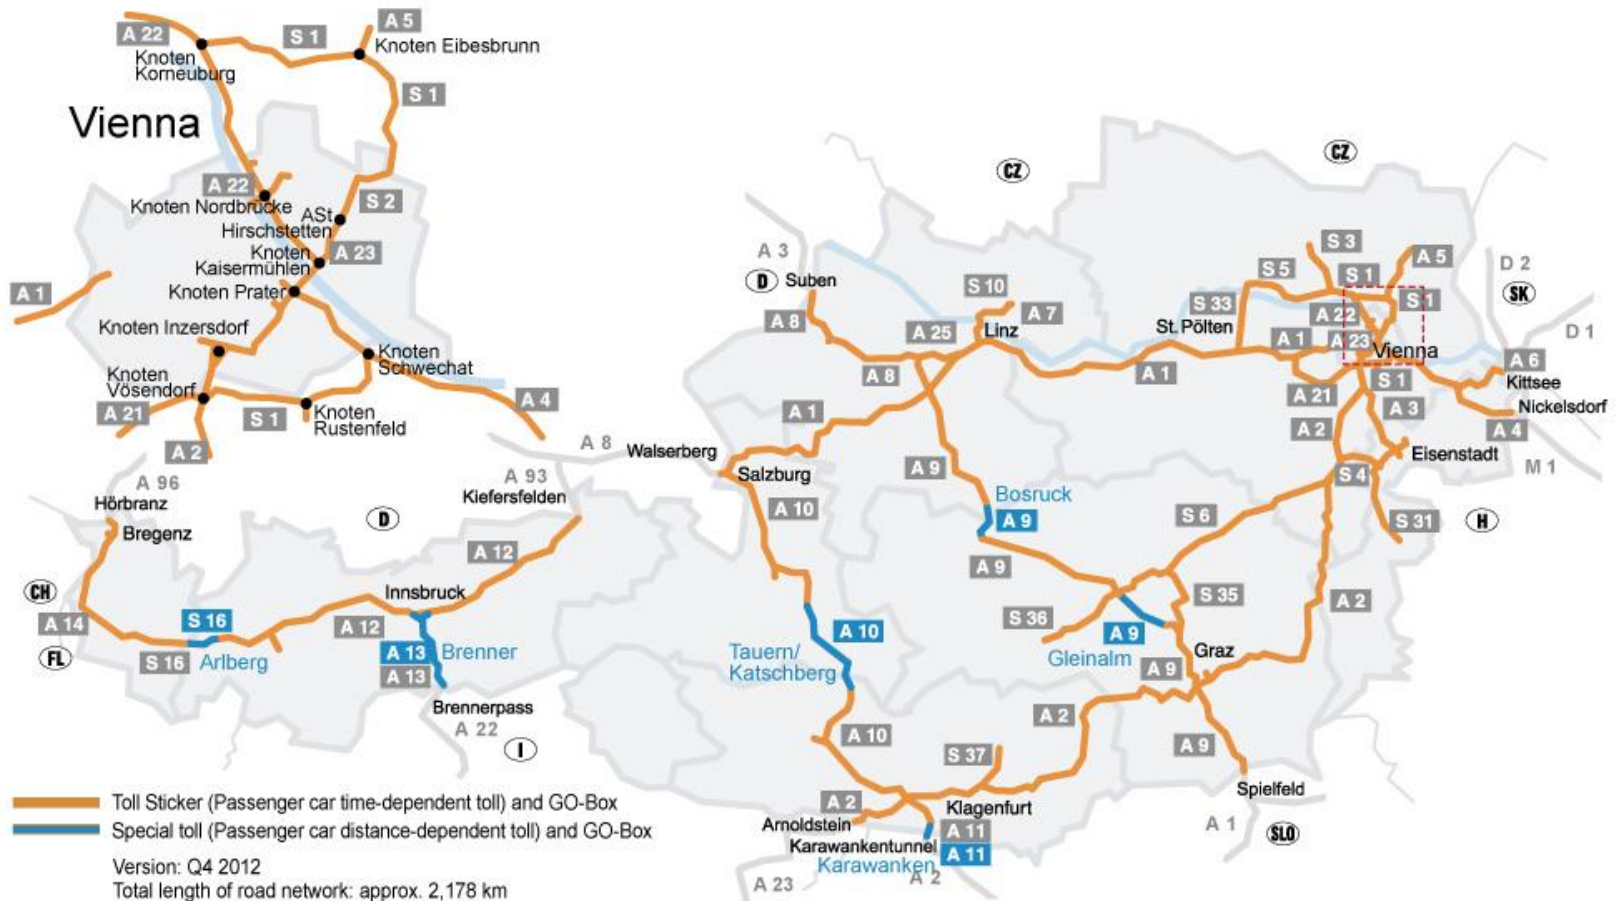 A 22
S 1
A 5
Knoten Eibesbrunn
Knoten
Korneuburg
S 1
Vienna
A 22
Knoten Nordbrücke
S 2
ASt
Hirschstetten
Knoten
Kaisermühlen
A 23
A 1
Knoten Prater
Knoten Inzersdorf
Knoten
Schwechat
Knoten
Vösendorf
A 21
S 1
Knoten
Rustenfeld
A 4
A 2
CZ
CZ
A 3
D
Suben
A 8
S 10
A 7
A 25
Linz
A 8
A 1
S 33
St. Pölten
S 5
S 3
S 1
A 5
S 1
A 22
A 1
A 23
Vienna
A 1
S 1
A 21
A 3
A 2
D 2
SK
D 1
A 6
Kittsee
Nickelsdorf
A 4
Eisenstadt
M 1
S 4
S 31
H
A 8
Walserberg
Salzburg
A 10
A 9
Bosruck
A 9
A 9
S 6
S 35
S 36
A 9
Gleinalm
A 2
Graz
A 9
A 96
Hörbranz
Bregenz
D
A 93
Kiefersfelden
A 12
CH
A 14
FL
S 16
S 16
Arlberg
Innsbruck
A 12
A 13
Brenner
A 13
Brennerpass
A 22
I
Tauern/
Katschberg
A 10
A 10
A 2
A 9
S 37
Spielfeld
A 1
SLO
A 2
Klagenfurt
Arnoldstein
A 11
Karawankentunnel
A 11
Karawanken
A 2
A 23
Toll Sticker (Passenger car time-dependent toll) and GO-Box
Special toll (Passenger car distance-dependent toll) and GO-Box
Version: Q4 2012
Total length of road network: approx. 2,178 km